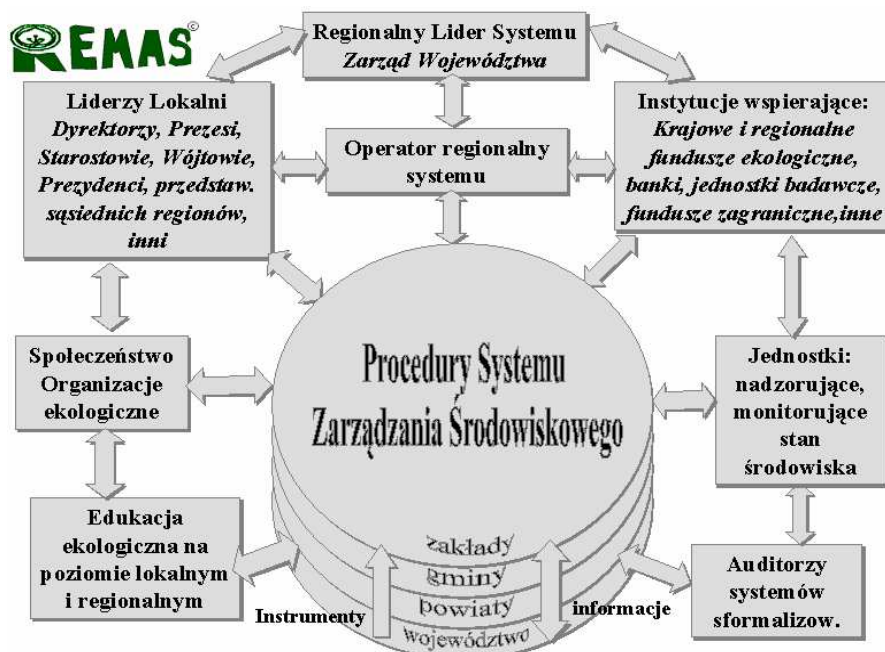 REMAS©
Regionalny Lider Systemu
Zarząd Województwa
Liderzy Lokalni
Dyrektorzy, Prezesi,
Starostowie, Wójtowie,
Prezydenci, przedstaw.
sąsiednich regionów,
inni
Operator regionalny
systemu
Instytucje wspierające:
Krajowe i regionalne
fundusze ekologiczne,
banki, jednostki badawcze,
fundusze zagraniczne,inne
Społeczeństwo
Organizacje
ekologiczne
Procedury Systemu
Zarządzania Środowiskowego
Jednostki:
nadzorujące,
monitorujące
stan
środowiska
Edukacja
ekologiczna na
poziomie lokalnym
i regionalnym
Instrumenty
zakłady
gminy
powiaty
województwo
informacje
Auditorzy
systemów
sformalizow.